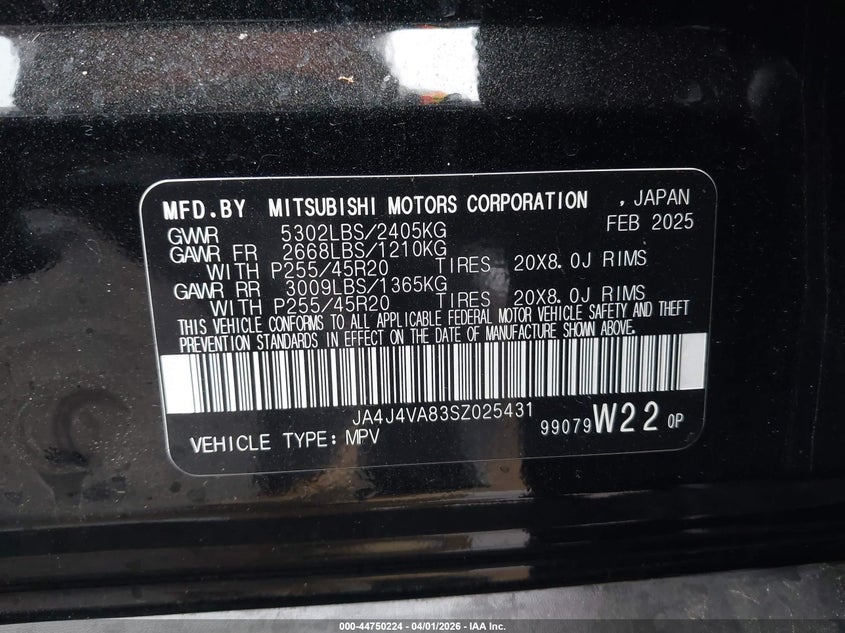 MFD.BY MITSUBISHI MOTORS CORPORATION , JAPAN
GVWR 5302LBS/2405KG FEB 2025
GAWR FR 2668LBS/1210KG
WITH P255/45R20 TIRES 20X8.0J RIMS
GAWR RR 3009LBS/1365KG
WITH P255/45R20 TIRES 20X8.0J RIMS
THIS VEHICLE CONFORMS TO ALL APPLICABLE FEDERAL MOTOR VEHICLE SAFETY AND THEFT
PREVENTION STANDARDS IN EFFECT ON THE DATE OF MANUFACTURE SHOWN ABOVE.
JA4J4VA83SZ025431
VEHICLE TYPE: MPV 99079 W22 0P
000-44750224 - 04/01/2026 - IAA Inc.